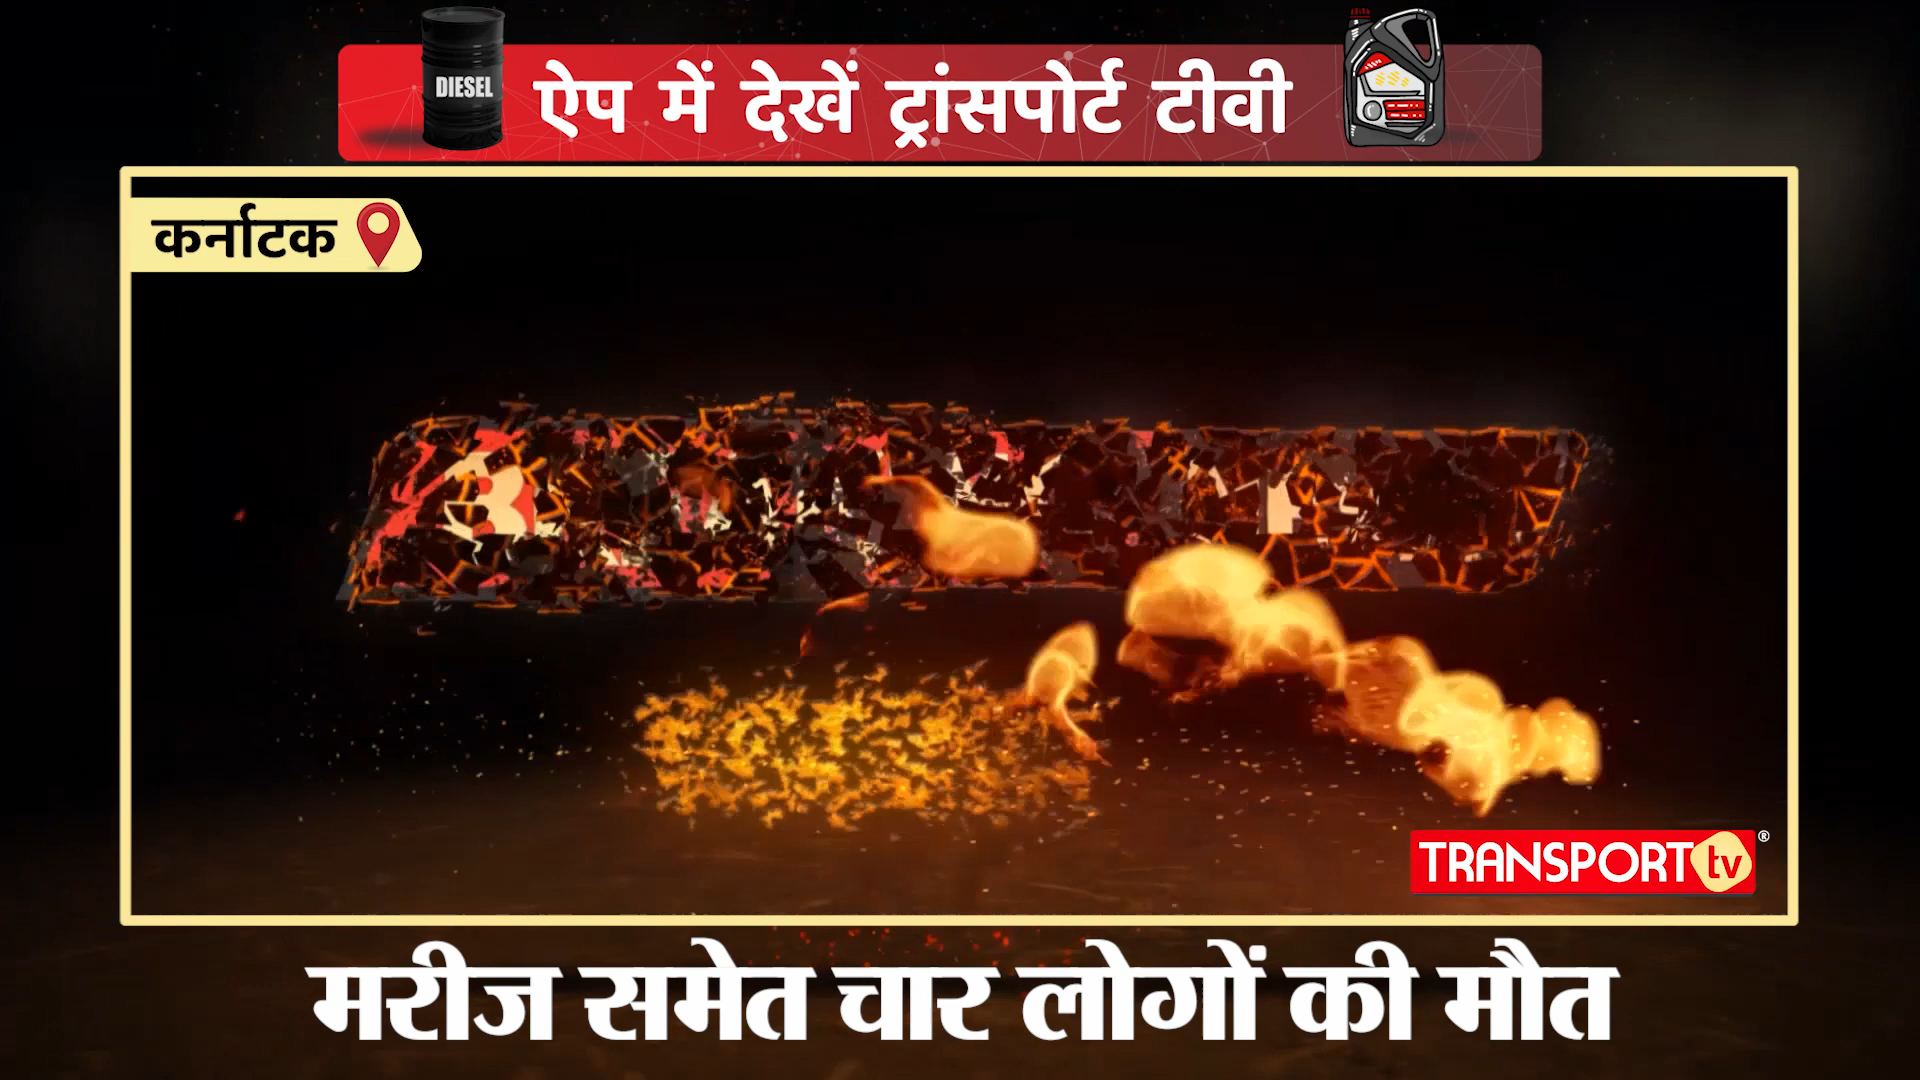 DIESEL
ऐप में देखें ट्रांसपोर्ट टीवी
कर्नाटक
TRANSPORT tv ®
मरीज समेत चार लोगों की मौत